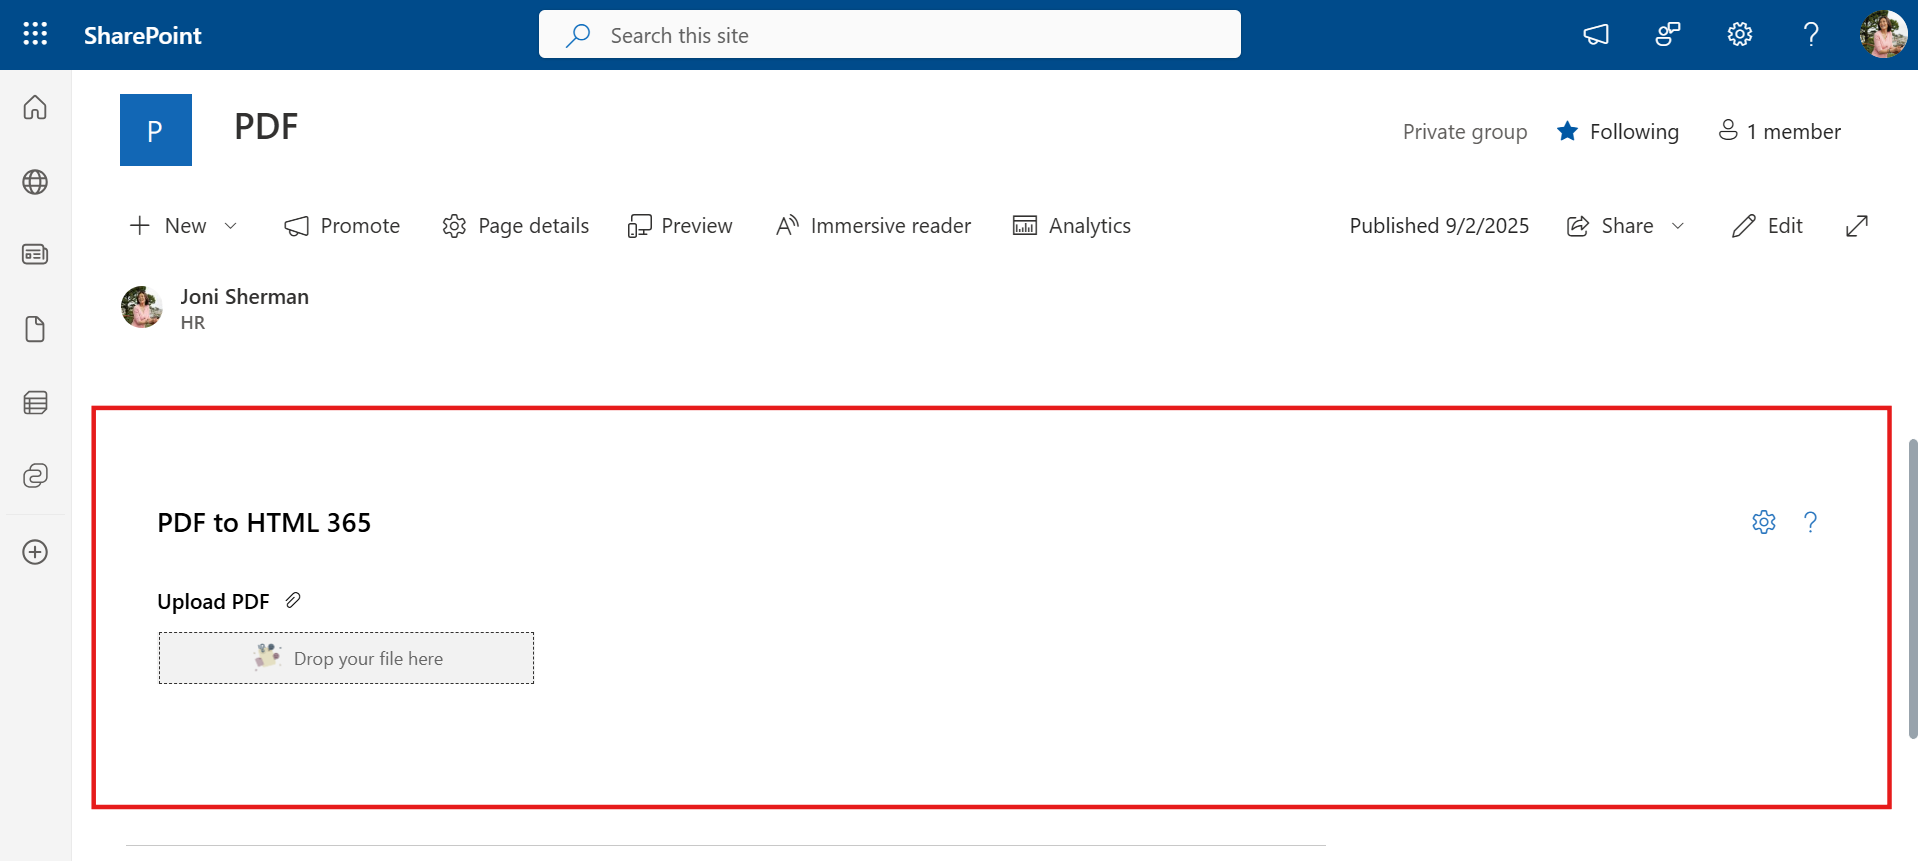 SharePoint
Search this site
P
PDF
Private group
Following
1 member
New
Promote
Page details
Preview
Immersive reader
Analytics
Published 9/2/2025
Share
Edit
Joni Sherman
HR
PDF to HTML 365
Upload PDF
Drop your file here